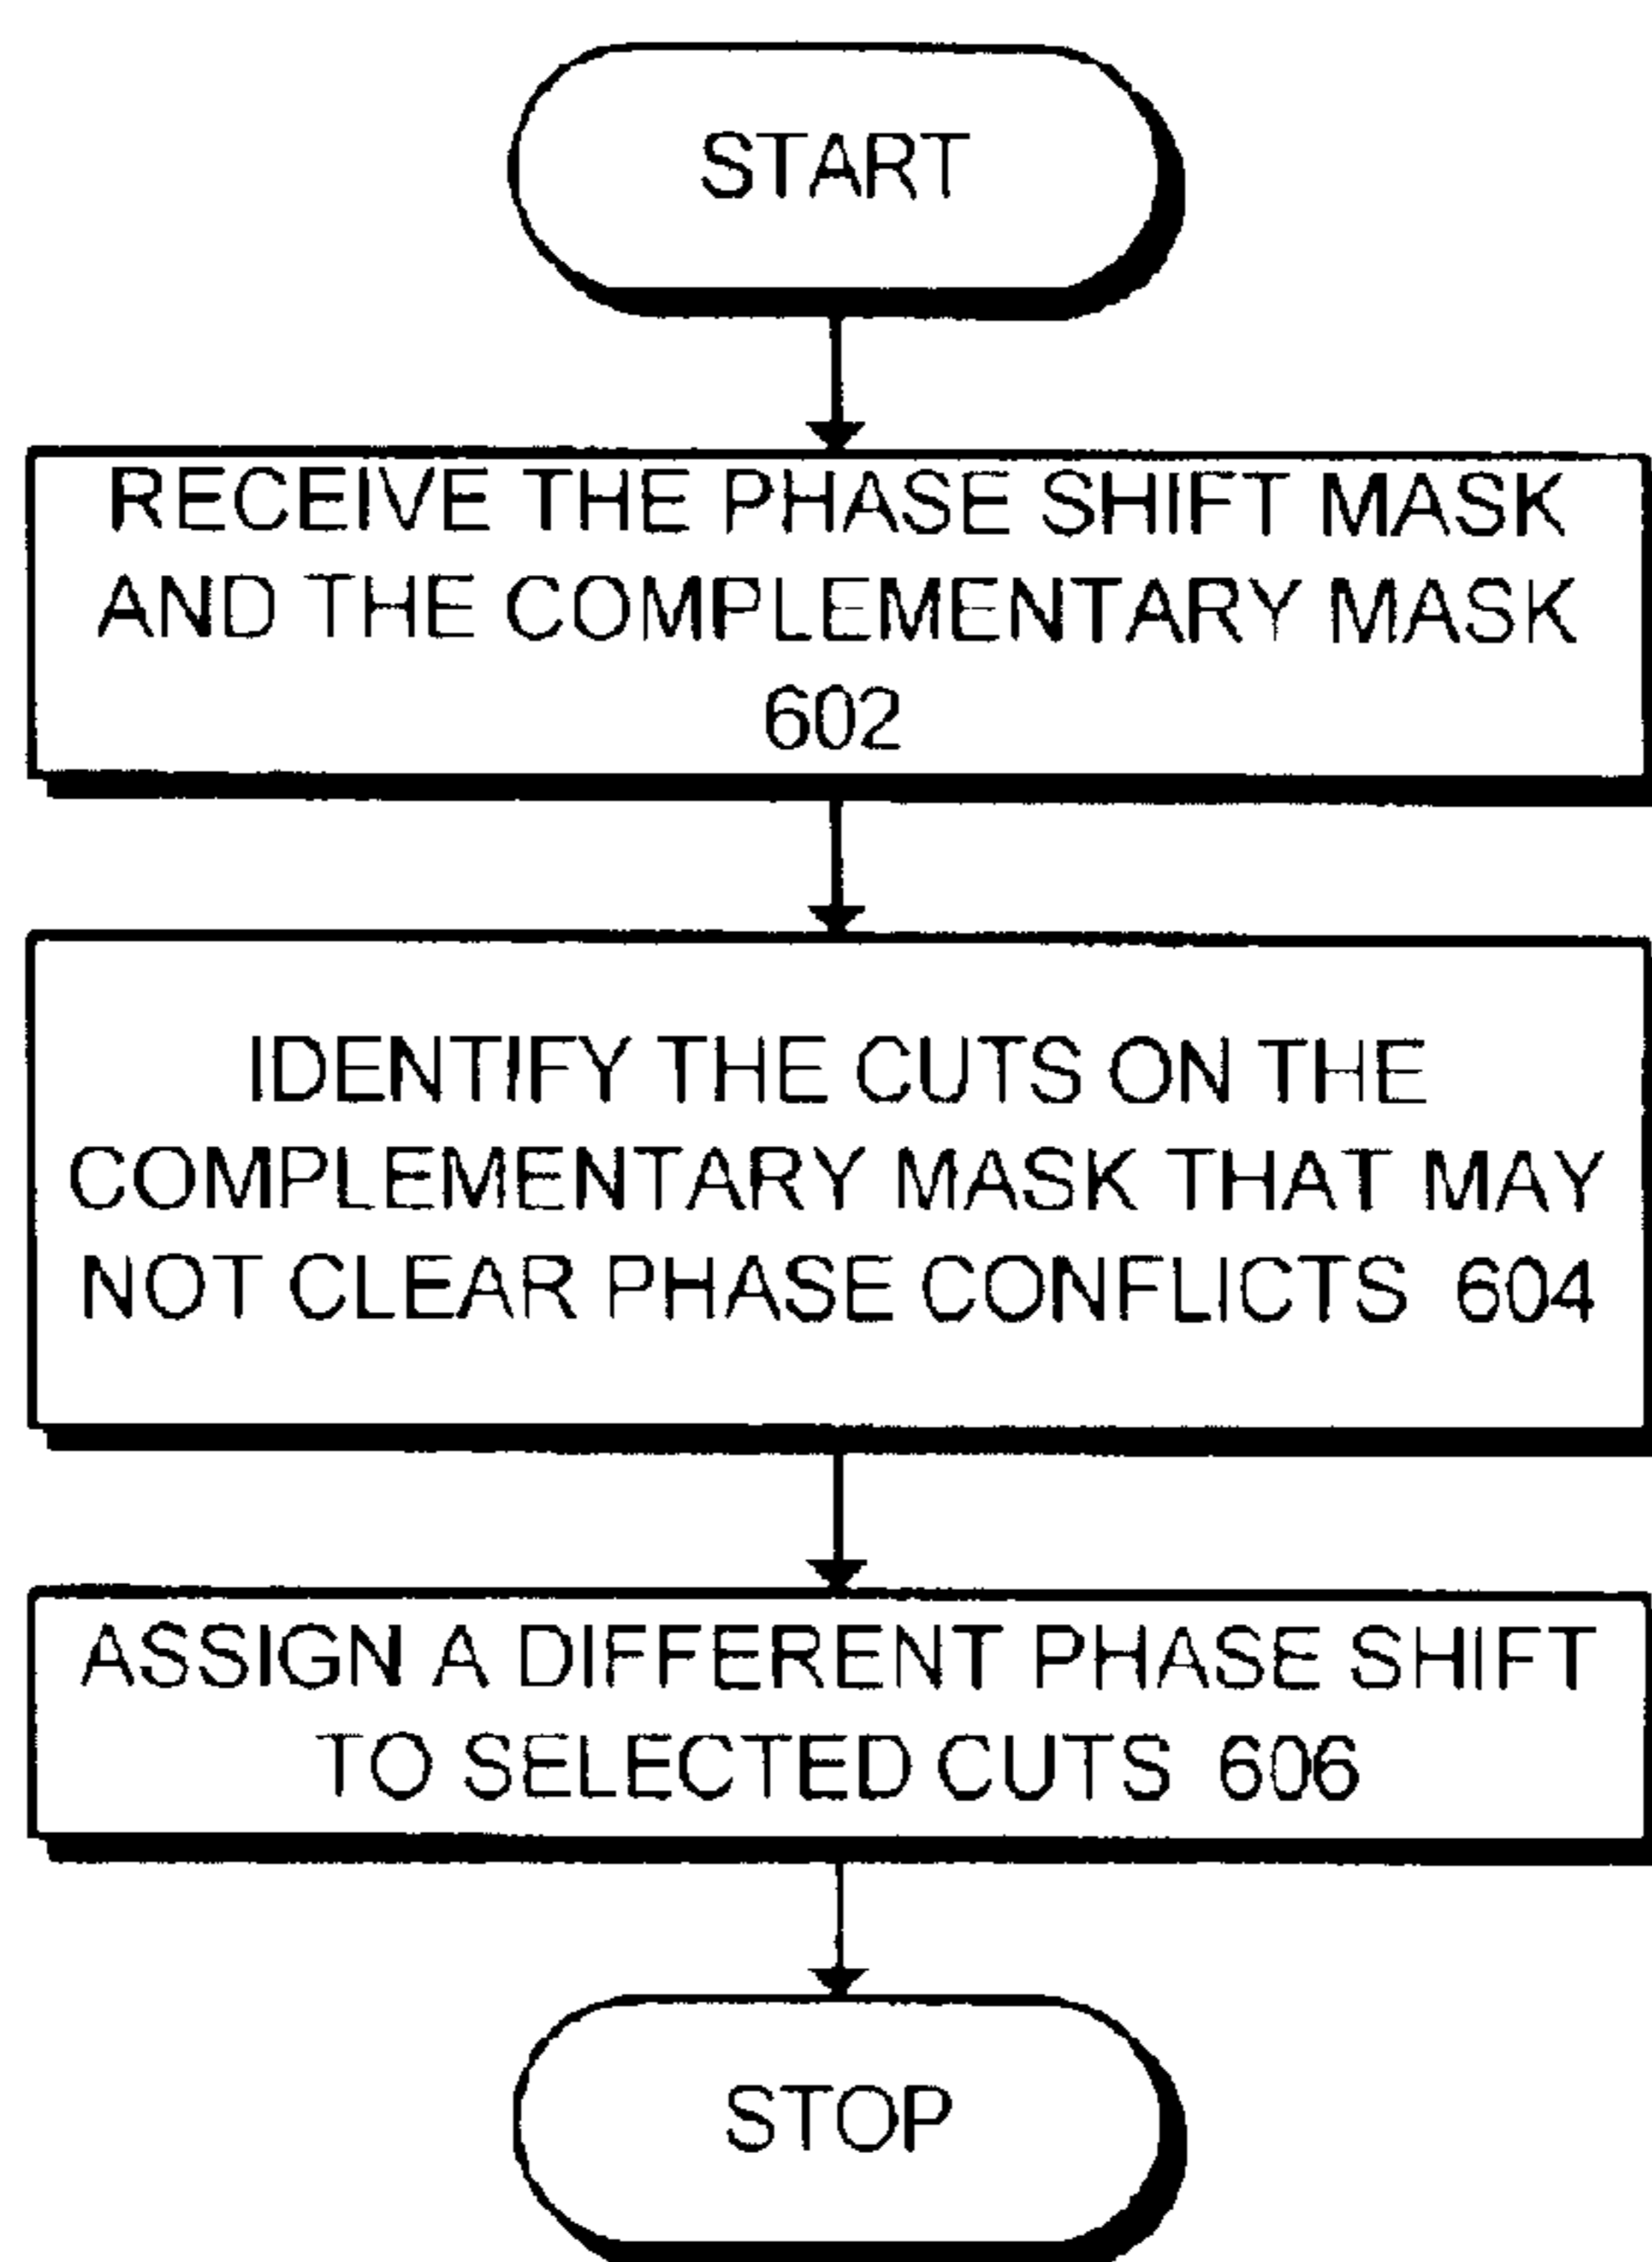 START
RECEIVE THE PHASE SHIFT MASK
AND THE COMPLEMENTARY MASK
602
IDENTIFY THE CUTS ON THE
COMPLEMENTARY MASK THAT MAY
NOT CLEAR PHASE CONFLICTS 604
ASSIGN A DIFFERENT PHASE SHIFT
TO SELECTED CUTS 606
STOP